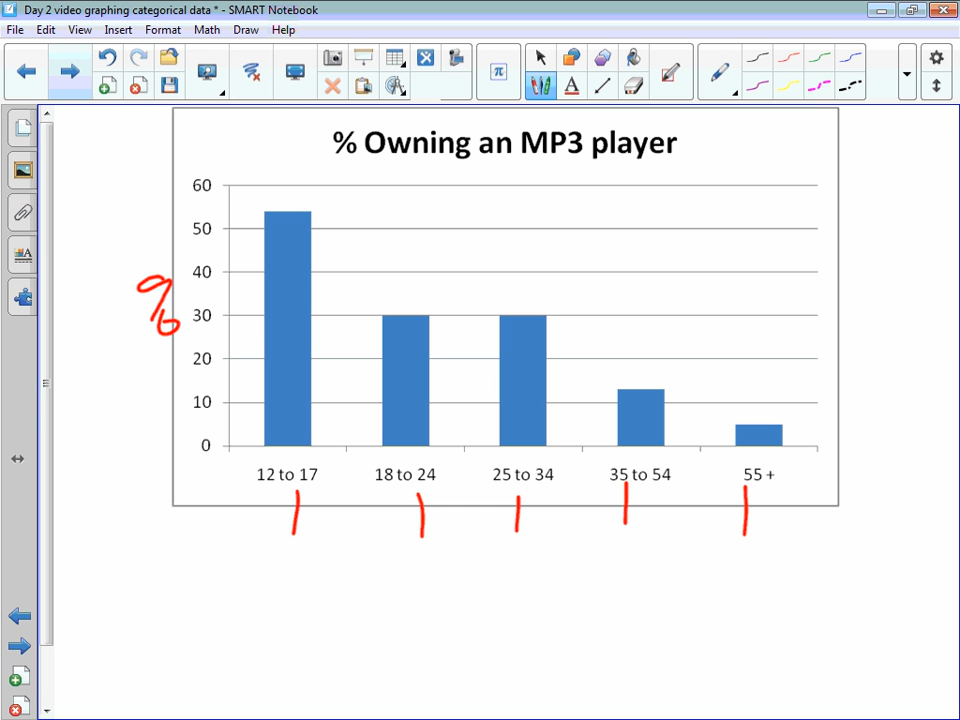 Day 2 video graphing categorical data * - SMART Notebook
File Edit View Insert Format Math Draw Help
π
A
% Owning an MP3 player
60
50
40
%
30
20
10
0
12 to 17 18 to 24 25 to 34 35 to 54 55 +